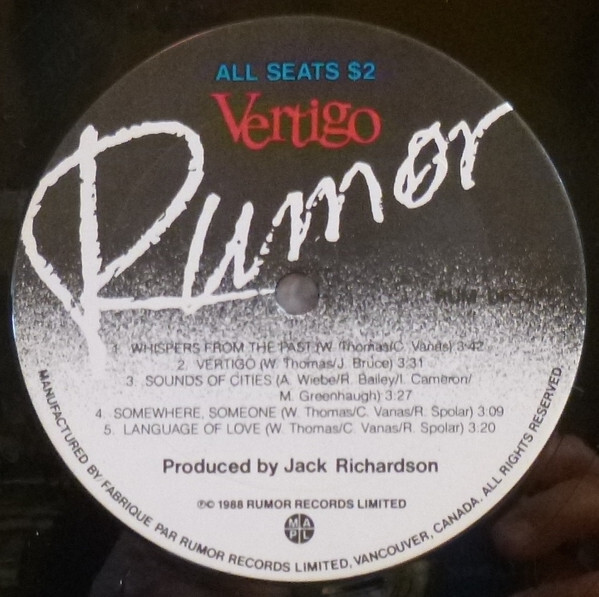 ALL SEATS $2
Vertigo
Rumor
RUM
1. WHISPERS FROM THE PAST (W. Thomas/C. Vanas) 3:42
2. VERTIGO (W. Thomas/J. Bruce) 3:31
3. SOUNDS OF CITIES (A. Wiebe/R. Bailey/I. Cameron/
M. Greenhaugh) 3:27
4. SOMEWHERE, SOMEONE (W. Thomas/C. Vanas/R. Spolar) 3:09
5. LANGUAGE OF LOVE (W. Thomas/C. Vanas/R. Spolar) 3:20
Produced by Jack Richardson
℗© 1988 RUMOR RECORDS LIMITED
M A
P L
MANUFACTURED BY/FABRIQUE PAR RUMOR RECORDS LIMITED, VANCOUVER, CANADA. ALL RIGHTS RESERVED.